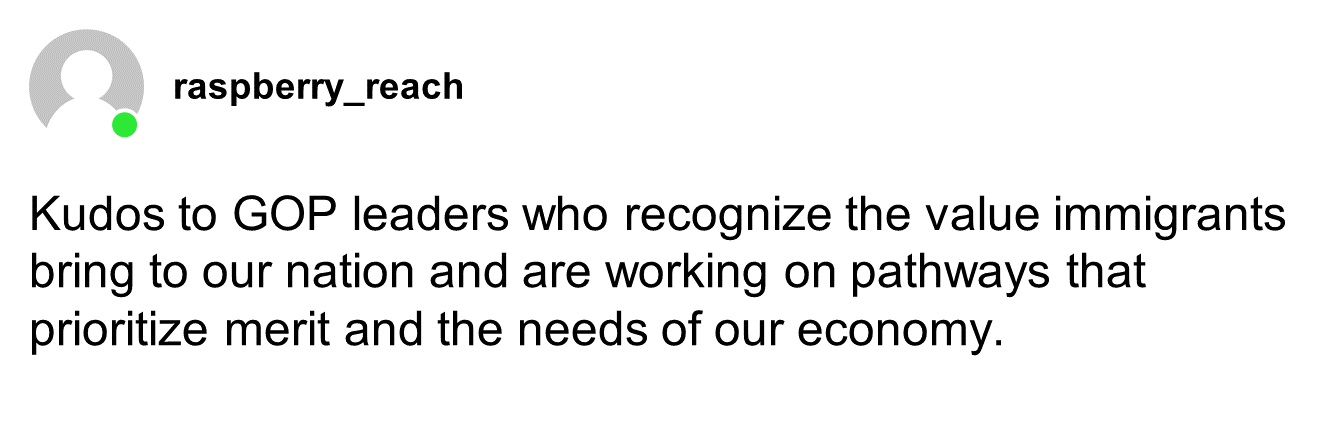 raspberry_reach
Kudos to GOP leaders who recognize the value immigrants
bring to our nation and are working on pathways that
prioritize merit and the needs of our economy.